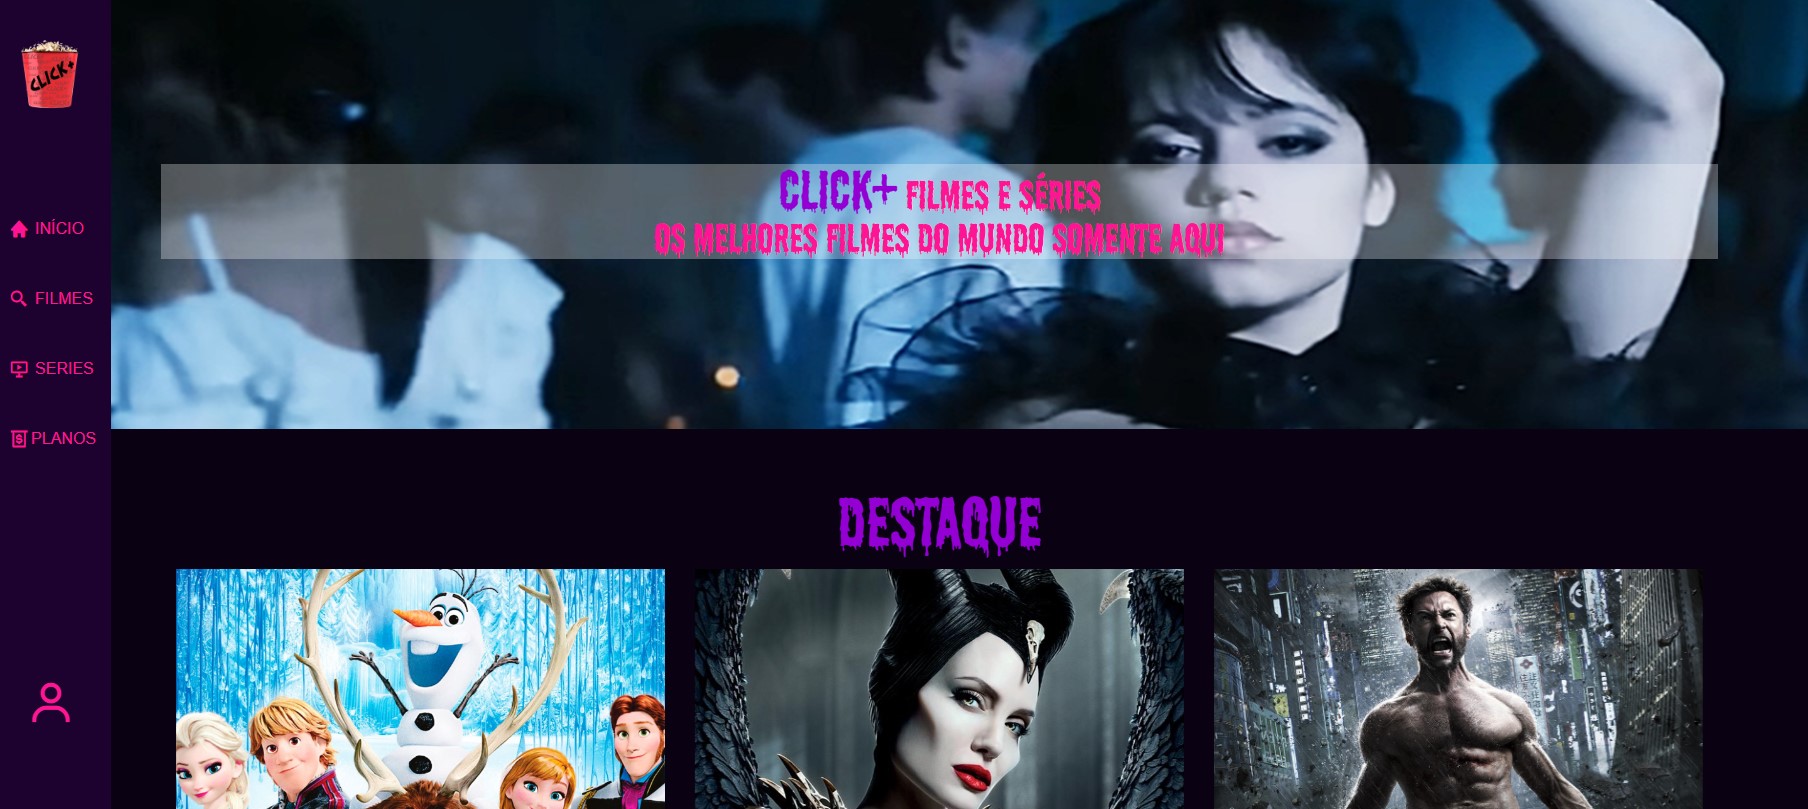 CLICK+
INÍCIO
FILMES
SERIES
PLANOS
CLICK+ FILMES E SÉRIES
OS MELHORES FILMES DO MUNDO SOMENTE AQUI
DESTAQUE